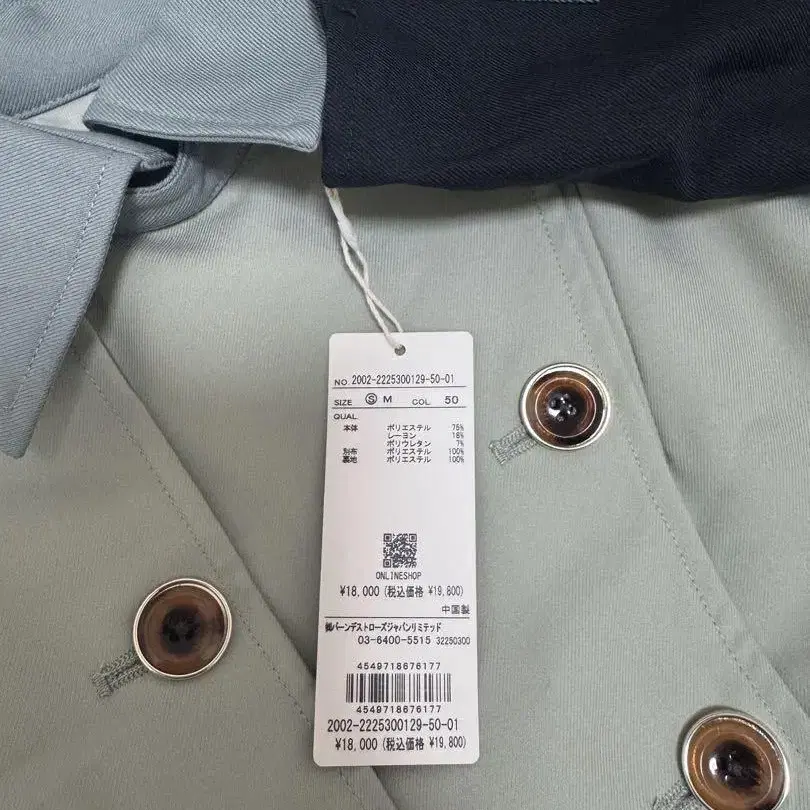 NO. 2002-2225300129-50-01
SIZE Ⓢ M COL 50
QUAL
本体 ポリエステル 75%
レーヨン 18%
ポリウレタン 7%
別布 ポリエステル 100%
裏地 ポリエステル 100%
ONLINESHOP
¥18,000 (税込価格 ¥19,800)
中国製
㈱バーンデストローズジャパンリミテッド
03-6400-5515 32250300
4549718676177
4549718676177
2002-2225300129-50-01
¥18,000 (税込価格 ¥19,800)